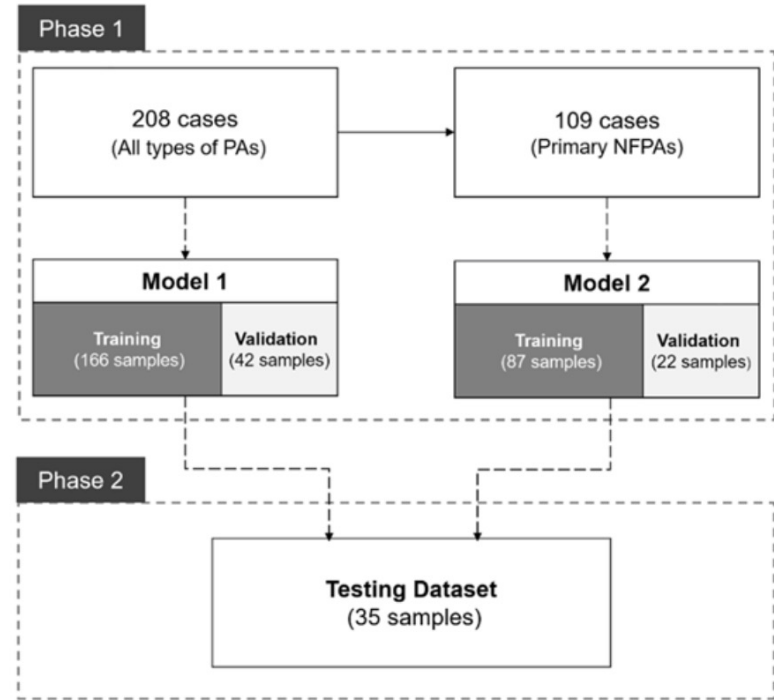 Phase 1
208 cases
(All types of PAs)
109 cases
(Primary NFPAs)
Model 1
Training
(166 samples)
Validation
(42 samples)
Model 2
Training
(87 samples)
Validation
(22 samples)
Phase 2
Testing Dataset
(35 samples)